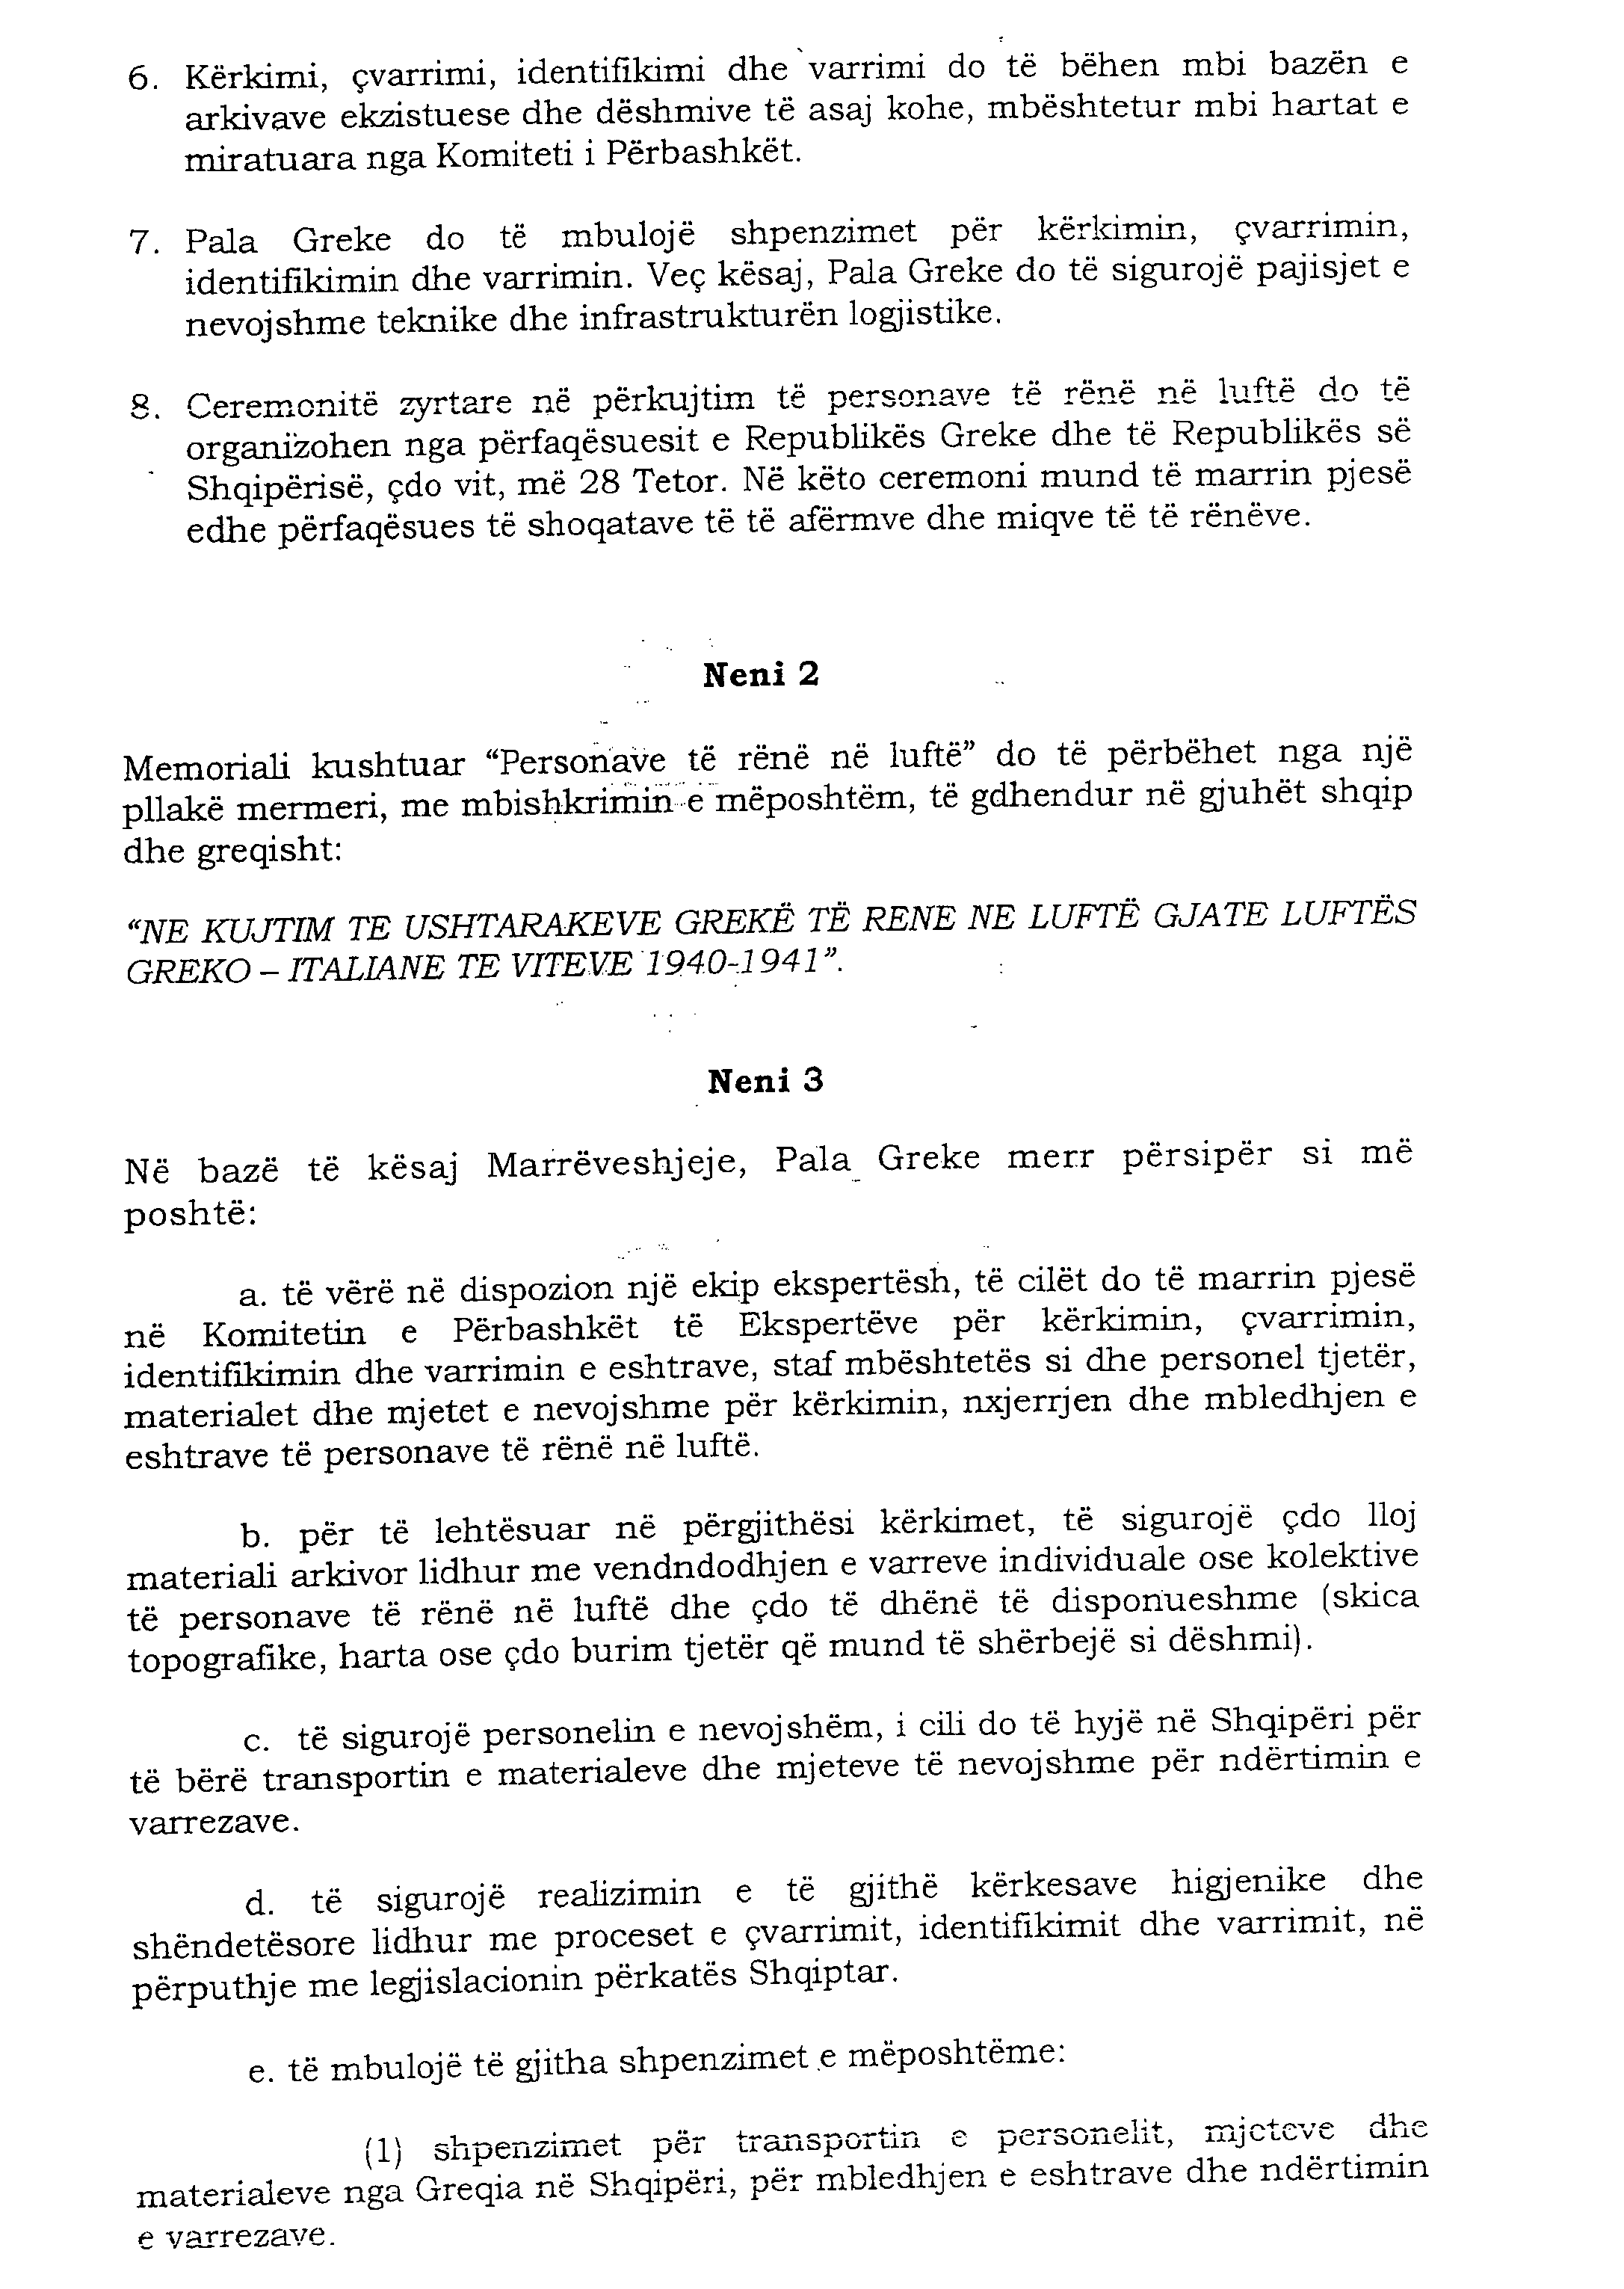 6. Kërkimi, çvarrimi, identifikimi dhe varrimi do të bëhen mbi bazën e
arkivave ekzistuese dhe dëshmive të asaj kohe, mbështetur mbi hartat e
miratuara nga Komiteti i Përbashkët.
7. Pala Greke do të mbulojë shpenzimet për kërkimin, çvarrimin,
identifikimin dhe varrimin. Veç kësaj, Pala Greke do të sigurojë pajisjet e
nevojshme teknike dhe infrastrukturën logjistike.
8. Ceremonitë zyrtare në përkujtim të personave të rënë në luftë do të
organizohen nga përfaqësuesit e Republikës Greke dhe të Republikës së
Shqipërisë, çdo vit, më 28 Tetor. Në këto ceremoni mund të marrin pjesë
edhe përfaqësues të shoqatave të të afërmve dhe miqve të të rënëve.
Neni 2
Memoriali kushtuar “Personave të rënë në luftë” do të përbëhet nga një
pllakë mermeri, me mbishkrimin e mëposhtëm, të gdhendur në gjuhët shqip
dhe greqisht:
“NE KUJTIM TE USHTARAKEVE GREKË TË RENE NE LUFTË GJATE LUFTËS
GREKO – ITALIANE TE VITEVE 1940-1941”.
Neni 3
Në bazë të kësaj Marrëveshjeje, Pala Greke merr përsipër si më
poshtë:
a. të vërë në dispozion një ekip ekspertësh, të cilët do të marrin pjesë
në Komitetin e Përbashkët të Ekspertëve për kërkimin, çvarrimin,
identifikimin dhe varrimin e eshtrave, staf mbështetës si dhe personel tjetër,
materialet dhe mjetet e nevojshme për kërkimin, nxjerrjen dhe mbledhjen e
eshtrave të personave të rënë në luftë.
b. për të lehtësuar në përgjithësi kërkimet, të sigurojë çdo lloj
materiali arkivor lidhur me vendndodhjen e varreve individuale ose kolektive
të personave të rënë në luftë dhe çdo të dhënë të disponueshme (skica
topografike, harta ose çdo burim tjetër që mund të shërbejë si dëshmi).
c. të sigurojë personelin e nevojshëm, i cili do të hyjë në Shqipëri për
të bërë transportin e materialeve dhe mjeteve të nevojshme për ndërtimin e
varrezave.
d. të sigurojë realizimin e të gjithë kërkesave higjenike dhe
shëndetësore lidhur me proceset e çvarrimit, identifikimit dhe varrimit, në
përputhje me legjislacionin përkatës Shqiptar.
e. të mbulojë të gjitha shpenzimet e mëposhtëme:
(1) shpenzimet për transportin e personelit, mjeteve dhe
materialeve nga Greqia në Shqipëri, për mbledhjen e eshtrave dhe ndërtimin
e varrezave.